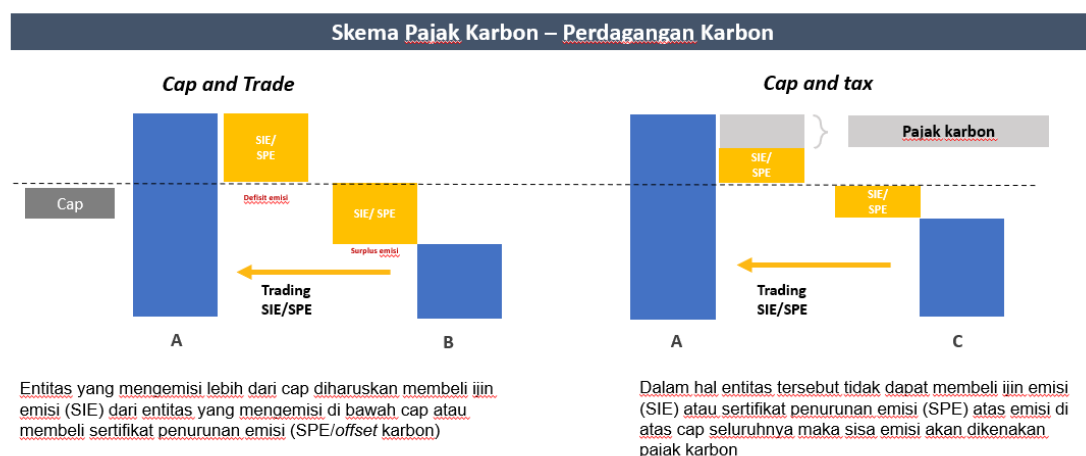 Skema Pajak Karbon – Perdagangan Karbon
Cap and Trade
SIE/
SPE
Cap
Defisit emisi
SIE/ SPE
Surplus emisi
Trading
SIE/SPE
A
B
Entitas yang mengemisi lebih dari cap diharuskan membeli ijin
emisi (SIE) dari entitas yang mengemisi di bawah cap atau
membeli sertifikat penurunan emisi (SPE/offset karbon)
Cap and tax
Pajak karbon
SIE/
SPE
SIE/
SPE
Trading
SIE/SPE
A
C
Dalam hal entitas tersebut tidak dapat membeli ijin emisi
(SIE) atau sertifikat penurunan emisi (SPE) atas emisi di
atas cap seluruhnya maka sisa emisi akan dikenakan
pajak karbon